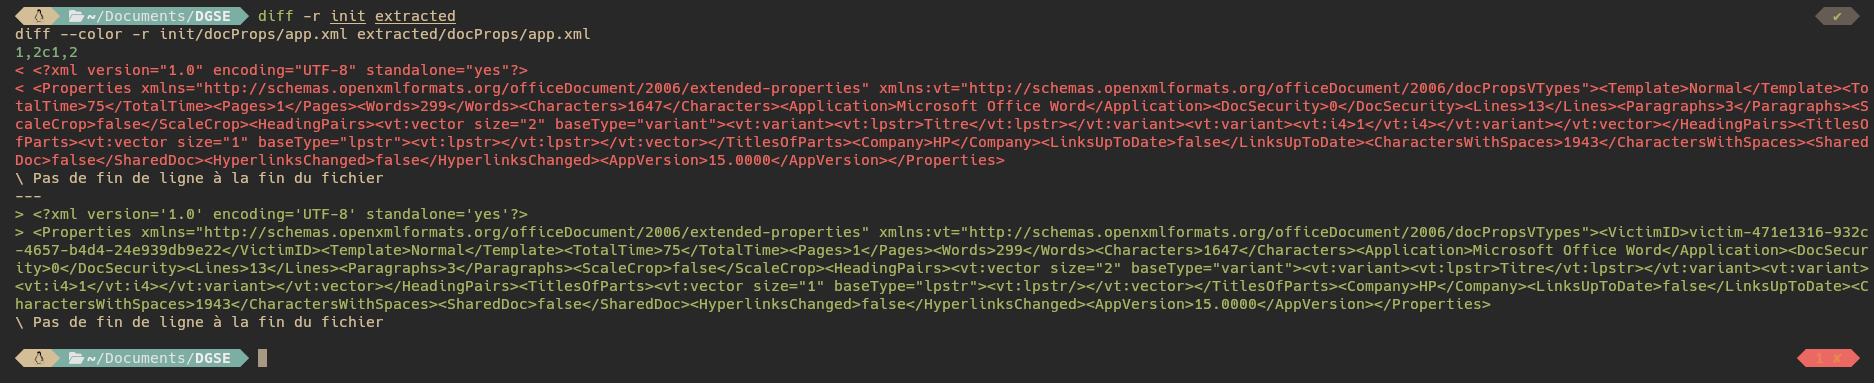 ~/Documents/DGSE diff -r init extracted ✔
diff --color -r init/docProps/app.xml extracted/docProps/app.xml
1,2c1,2
< <?xml version="1.0" encoding="UTF-8" standalone="yes"?>
< <Properties xmlns="http://schemas.openxmlformats.org/officeDocument/2006/extended-properties" xmlns:vt="http://schemas.openxmlformats.org/officeDocument/2006/docPropsVTypes"><Template>Normal</Template><To
talTime>75</TotalTime><Pages>1</Pages><Words>299</Words><Characters>1647</Characters><Application>Microsoft Office Word</Application><DocSecurity>0</DocSecurity><Lines>13</Lines><Paragraphs>3</Paragraphs><S
caleCrop>false</ScaleCrop><HeadingPairs><vt:vector size="2" baseType="variant"><vt:variant><vt:lpstr>Titre</vt:lpstr></vt:variant><vt:variant><vt:i4>1</vt:i4></vt:variant></vt:vector></HeadingPairs><TitlesO
fParts><vt:vector size="1" baseType="lpstr"><vt:lpstr></vt:lpstr></vt:vector></TitlesOfParts><Company>HP</Company><LinksUpToDate>false</LinksUpToDate><CharactersWithSpaces>1943</CharactersWithSpaces><Shared
Doc>false</SharedDoc><HyperlinksChanged>false</HyperlinksChanged><AppVersion>15.0000</AppVersion></Properties>
\ Pas de fin de ligne à la fin du fichier
---
> <?xml version='1.0' encoding='UTF-8' standalone='yes'?>
> <Properties xmlns="http://schemas.openxmlformats.org/officeDocument/2006/extended-properties" xmlns:vt="http://schemas.openxmlformats.org/officeDocument/2006/docPropsVTypes"><VictimID>victim-471e1316-932c
-4657-b4d4-24e939db9e22</VictimID><Template>Normal</Template><TotalTime>75</TotalTime><Pages>1</Pages><Words>299</Words><Characters>1647</Characters><Application>Microsoft Office Word</Application><DocSecur
ity>0</DocSecurity><Lines>13</Lines><Paragraphs>3</Paragraphs><ScaleCrop>false</ScaleCrop><HeadingPairs><vt:vector size="2" baseType="variant"><vt:variant><vt:lpstr>Titre</vt:lpstr></vt:variant><vt:variant>
<vt:i4>1</vt:i4></vt:variant></vt:vector></HeadingPairs><TitlesOfParts><vt:vector size="1" baseType="lpstr"><vt:lpstr/></vt:vector></TitlesOfParts><Company>HP</Company><LinksUpToDate>false</LinksUpToDate><C
haractersWithSpaces>1943</CharactersWithSpaces><SharedDoc>false</SharedDoc><HyperlinksChanged>false</HyperlinksChanged><AppVersion>15.0000</AppVersion></Properties>
\ Pas de fin de ligne à la fin du fichier
~/Documents/DGSE 1 ✘